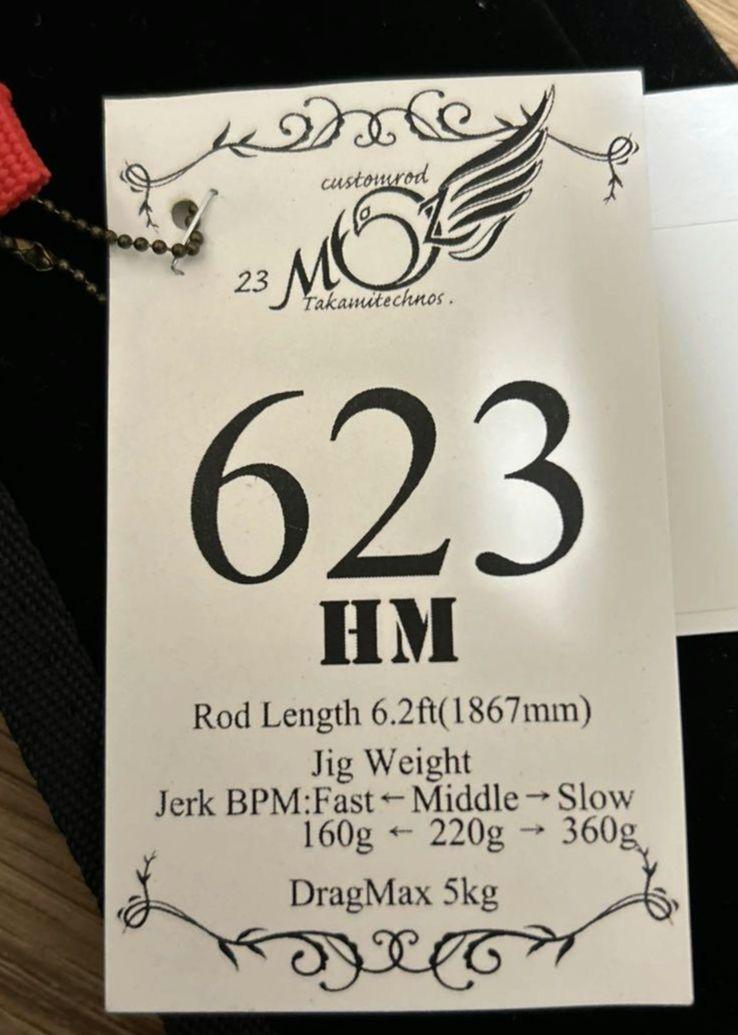 customrod
23 MOZ
Takamitechnos.
623
HM
Rod Length 6.2ft(1867mm)
Jig Weight
Jerk BPM:Fast←Middle→Slow
160g ← 220g → 360g
DragMax 5kg